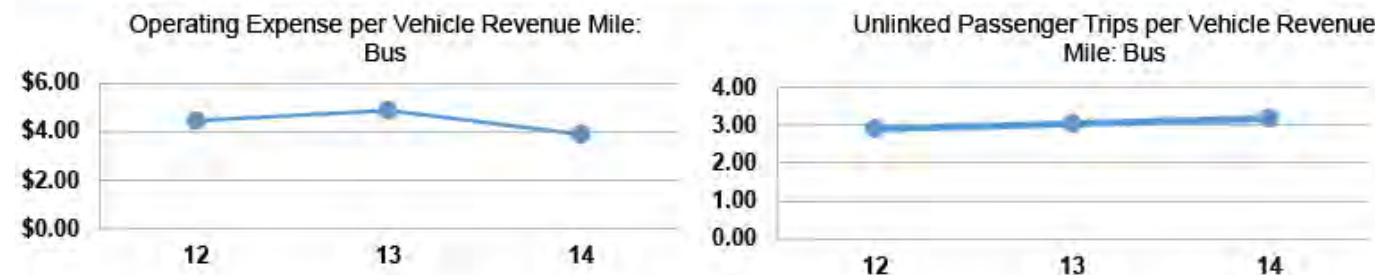 Operating Expense per Vehicle Revenue Mile:
Bus
$6.00
$4.00
$2.00
$0.00
12 13 14
Unlinked Passenger Trips per Vehicle Revenue
Mile: Bus
4.00
3.00
2.00
1.00
0.00
12 13 14